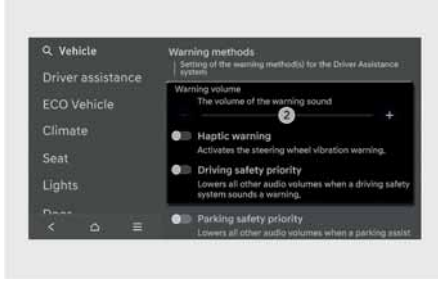 Vehicle
Driver assistance
ECO Vehicle
Climate
Seat
Lights
Warning methods
Setting of the warning method(s) for the Driver Assistance
system
Warning volume
The volume of the warning sound
− 2 +
Haptic warning
Activates the steering wheel vibration warning.
Driving safety priority
Lowers all other audio volumes when a driving safety
system sounds a warning.
Parking safety priority
Lowers all other audio volumes when a parking assist